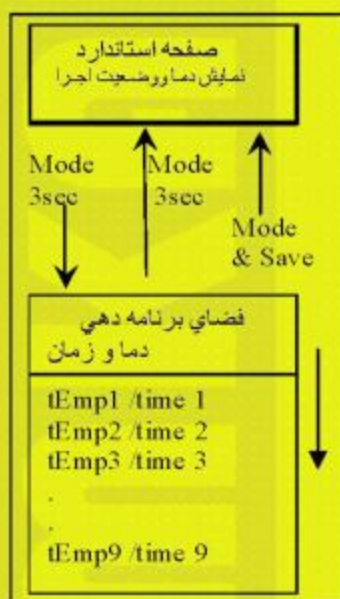 صفحه استاندارد
نمایش دما ووضعیت اجرا
Mode
3sec
Mode
3sec
Mode
& Save
فضاي برنامه دهي
دما و زمان
tEmp1 /time 1
tEmp2 /time 2
tEmp3 /time 3
.
.
tEmp9 /time 9